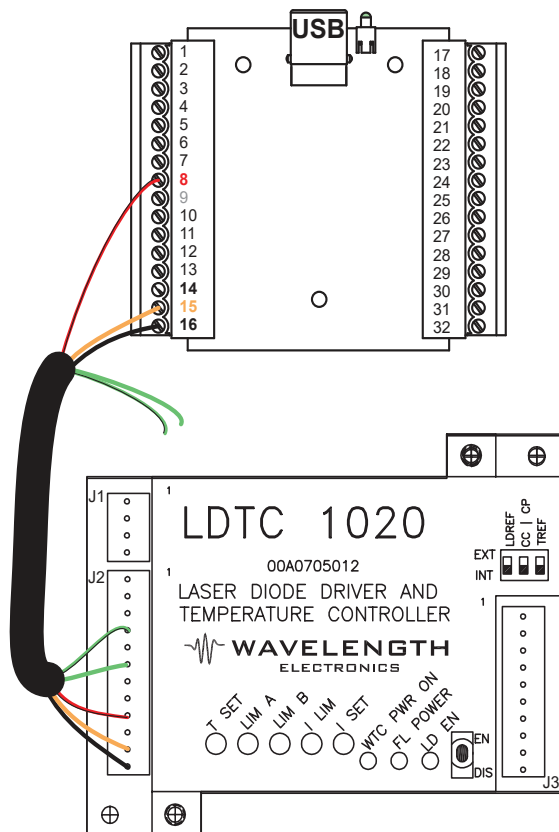 USB
1
2
3
4
5
6
7
8
9
10
11
12
13
14
15
16
17
18
19
20
21
22
23
24
25
26
27
28
29
30
31
32
J1
1
J2
1
LDTC 1020
00A0705012
LASER DIODE DRIVER AND
TEMPERATURE CONTROLLER
WAVELENGTH
ELECTRONICS
LDREF
CC | CP
TREF
EXT
INT
1
T SET
LIM A
LIM B
I LIM
I SET
WTC PWR ON
FL POWER
LD EN
EN
DIS
J3